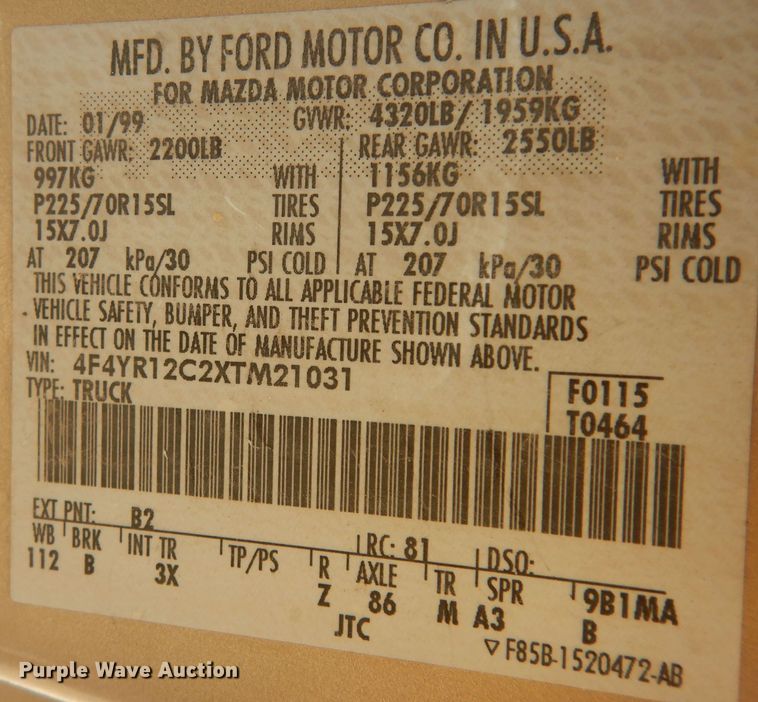 MFD. BY FORD MOTOR CO. IN U.S.A.
FOR MAZDA MOTOR CORPORATION
DATE: 01/99 GVWR: 4320LB/ 1959KG
FRONT GAWR: 2200LB REAR GAWR: 2550LB
997KG WITH 1156KG WITH
P225/70R15SL TIRES P225/70R15SL TIRES
15X7.0J RIMS 15X7.0J RIMS
AT 207 kPa/30 PSI COLD AT 207 kPa/30 PSI COLD
THIS VEHICLE CONFORMS TO ALL APPLICABLE FEDERAL MOTOR
VEHICLE SAFETY, BUMPER, AND THEFT PREVENTION STANDARDS
IN EFFECT ON THE DATE OF MANUFACTURE SHOWN ABOVE.
VIN: 4F4YR12C2XTM21031
TYPE: TRUCK
F0115
T0464
EXT PNT: B2 RC: 81 DSO:
WB BRK INT TR TP/PS R AXLE TR SPR 9B1MA
112 B 3X Z 86 M A3 B
JTC
▽F85B-1520472-AB
Purple Wave Auction